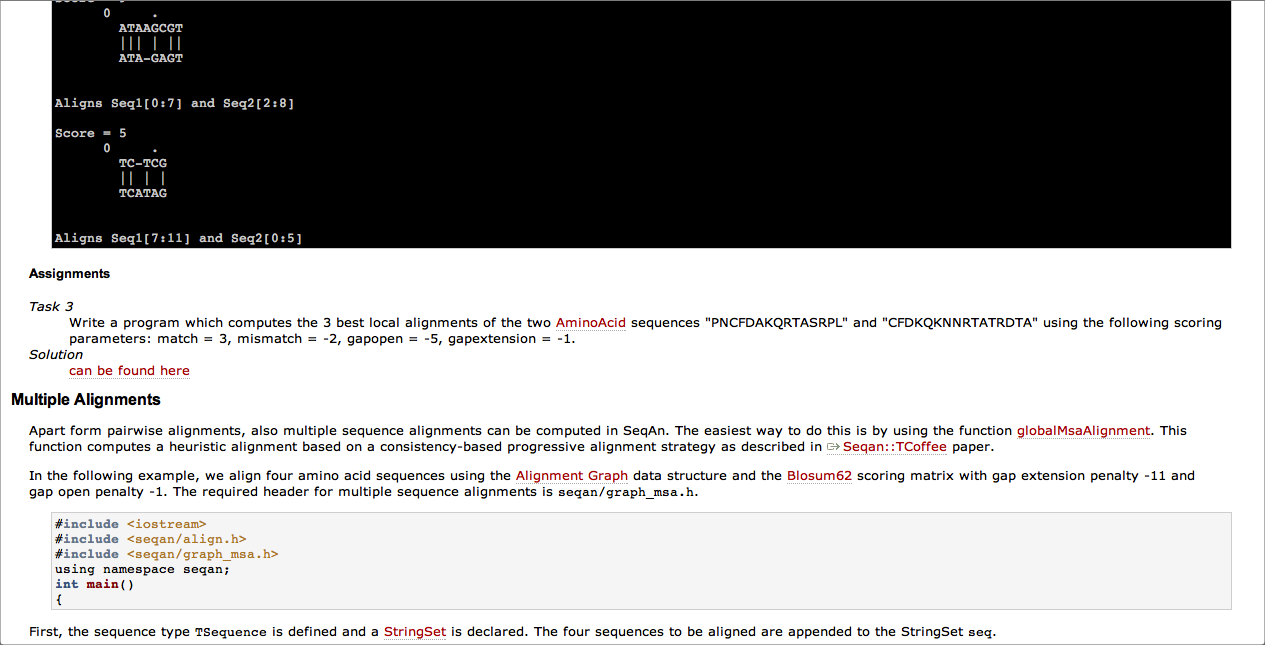 0 .
ATAAGCGT
||| | ||
ATA-GAGT
Aligns Seq1[0:7] and Seq2[2:8]
Score = 5
0 .
TC-TCG
|| | |
TCATAG
Aligns Seq1[7:11] and Seq2[0:5]
Assignments
Task 3
Write a program which computes the 3 best local alignments of the two AminoAcid sequences "PNCFDAKQRTASRPL" and "CFDKQKNNRTATRDTA" using the following scoring
parameters: match = 3, mismatch = -2, gapopen = -5, gapextension = -1.
Solution
can be found here
Multiple Alignments
Apart form pairwise alignments, also multiple sequence alignments can be computed in SeqAn. The easiest way to do this is by using the function globalMsaAlignment. This
function computes a heuristic alignment based on a consistency-based progressive alignment strategy as described in Seqan::TCoffee paper.
In the following example, we align four amino acid sequences using the Alignment Graph data structure and the Blosum62 scoring matrix with gap extension penalty -11 and
gap open penalty -1. The required header for multiple sequence alignments is seqan/graph_msa.h.
#include <iostream>
#include <seqan/align.h>
#include <seqan/graph_msa.h>
using namespace seqan;
int main()
{
First, the sequence type TSequence is defined and a StringSet is declared. The four sequences to be aligned are appended to the StringSet seq.